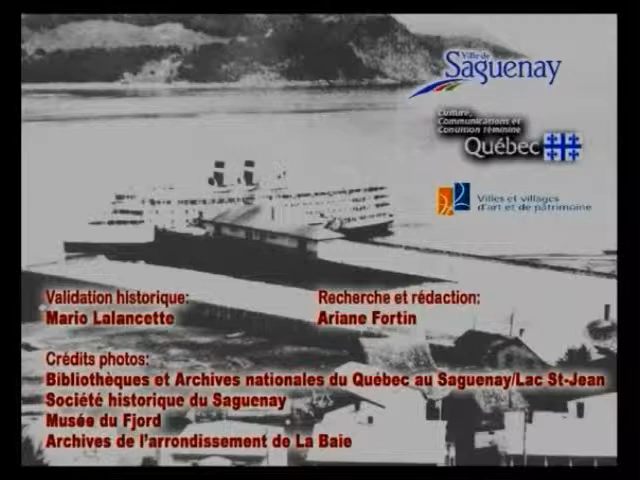 Ville de
Saguenay
Culture,
Communications et
Condition féminine
Québec
Villes et villages
d'art et de patrimoine
Validation historique:
Mario Lalancette
Recherche et rédaction:
Ariane Fortin
Crédits photos:
Bibliothèques et Archives nationales du Québec au Saguenay/Lac St-Jean
Société historique du Saguenay
Musée du Fjord
Archives de l'arrondissement de La Baie